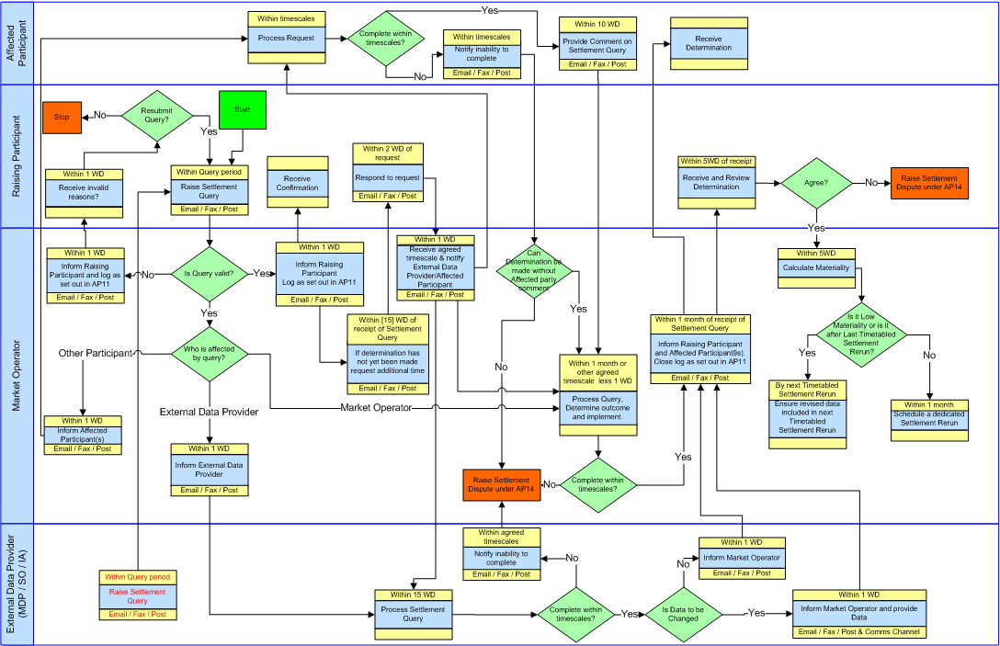 Affected
Participant
Within timescales
Process Request
Complete within
timescales?
Yes
No
Within timescales
Notify inability to
complete
Email / Fax / Post
Within 10 WD
Provide Comment on
Settlement Query
Email / Fax / Post
Receive
Determination
Raising Participant
Stop
No
Resubmit
Query?
Yes
Start
Within 1 WD
Receive invalid
reasons?
Within Query period
Raise Settlement
Query
Email / Fax / Post
Receive
Confirmation
Within 2 WD of
request
Respond to request
Email / Fax / Post
Within 5WD of receipt
Receive and Review
Determination
Agree?
No
Yes
Raise Settlement
Dispute under AP14
Market Operator
Within 1 WD
Inform Raising
Participant and log as
set out in AP11
Email / Fax / Post
No
Is Query valid?
Yes
Yes
Within 1 WD
Inform Raising
Participant
Log as set out in AP11
Email / Fax / Post
Within 1 WD
Receive agreed
timescale & notify
External Data
Provider/Affected
Participant
Email / Fax / Post
Can
Determination be
made without
Affected party
comment
Yes
No
Within 5WD
Calculate Materiality
Is it Low
Materiality or is it
after Last Timetabled
Settlement
Rerun?
Yes
No
Other Participant
Who is affected
by query?
Within [15] WD of
receipt of Settlement
Query
If determination has
not yet been made
request additional time
Email / Fax / Post
Within 1 month or
other agreed
timescale  less 1 WD
Process Query,
Determine outcome
and implement.
Within 1 month of receipt of
Settlement Query
Inform Raising Participant
and Affected Participant9s).
Close log as set out in AP11
Email / Fax / Post
By next Timetabled
Settlement Rerun
Ensure revised data
included in next
Timetabled
Settlement Rerun
Within 1 month
Schedule a dedicated
Settlement Rerun
External Data Provider
Market Operator
Within 1 WD
Inform Affected
Participant(s)
Email / Fax / Post
Within 1 WD
Inform External Data
Provider
Email / Fax / Post
Raise Settlement
Dispute under AP14
No
Complete within
timescales?
Yes
External Data Provider
(MDP / SO / IA)
Within Query period
Raise Settlement
Query
Email / Fax / Post
Within 15 WD
Process Settlement
Query
Within agreed
timescales
Notify inability to
complete
Email / Fax / Post
No
Complete within
timescales?
Yes
Is Data to be
Changed
No
Yes
Within 1 WD
Inform Market Operator
Email / Fax / Post
Within 1 WD
Inform Market Operator and provide
Data
Email / Fax / Post & Comms Channel